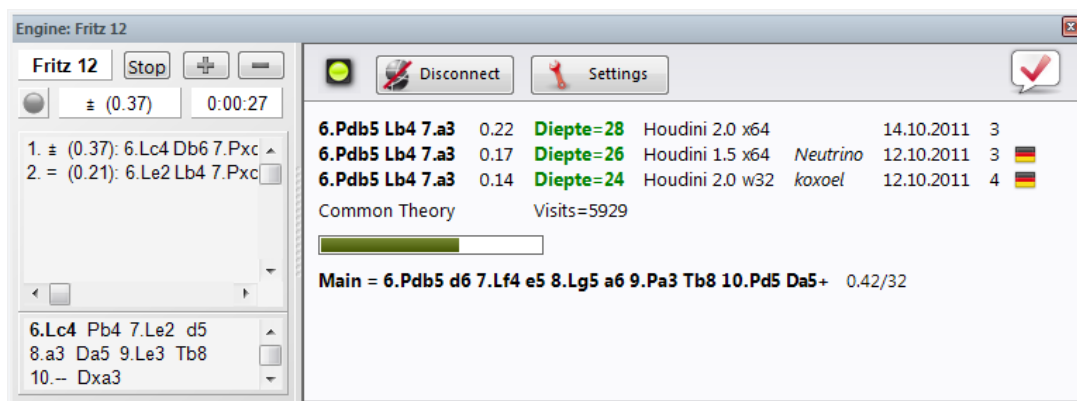 Engine: Fritz 12
Fritz 12 Stop
± (0.37) 0:00:27
1. ± (0.37): 6.Lc4 Db6 7.Pxc
2. = (0.21): 6.Le2 Lb4 7.Pxc
6.Lc4 Pb4 7.Le2 d5
8.a3 Da5 9.Le3 Tb8
10.-- Dxa3
Disconnect Settings
6.Pdb5 Lb4 7.a3 0.22 Diepte=28 Houdini 2.0 x64 14.10.2011 3
6.Pdb5 Lb4 7.a3 0.17 Diepte=26 Houdini 1.5 x64 Neutrino 12.10.2011 3
6.Pdb5 Lb4 7.a3 0.14 Diepte=24 Houdini 2.0 w32 koxoel 12.10.2011 4
Common Theory Visits=5929
Main = 6.Pdb5 d6 7.Lf4 e5 8.Lg5 a6 9.Pa3 Tb8 10.Pd5 Da5+ 0.42/32